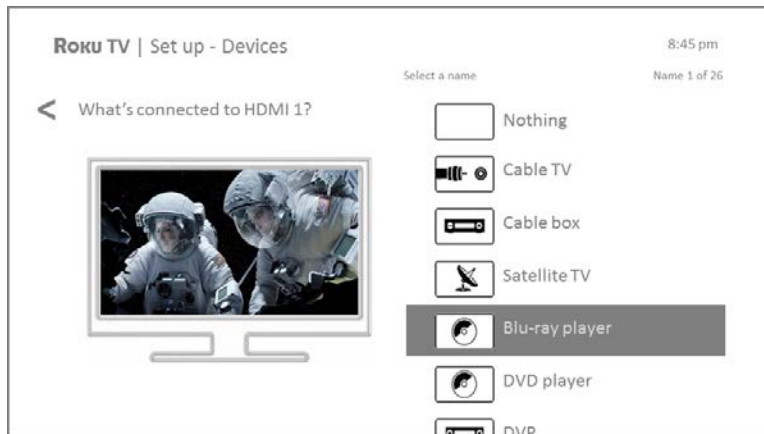 ROKU TV | Set up - Devices
8:45 pm
Select a name
Name 1 of 26
< What's connected to HDMI 1?
Nothing
Cable TV
Cable box
Satellite TV
Blu-ray player
DVD player
DVR